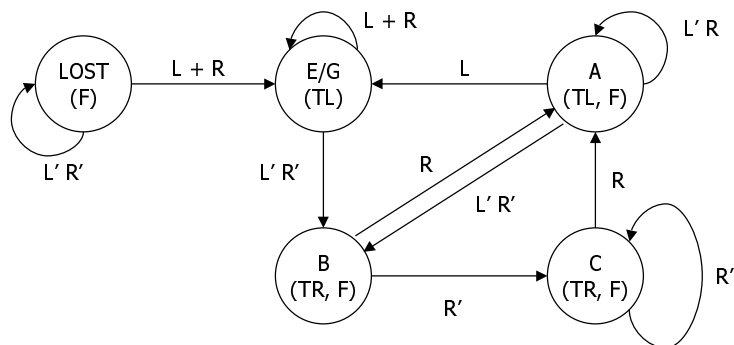 L + R
L’ R
LOST
(F)
L + R
E/G
(TL)
L
A
(TL, F)
L’ R’
L’ R’
R
L’ R’
R
B
(TR, F)
R’
C
(TR, F)
R’